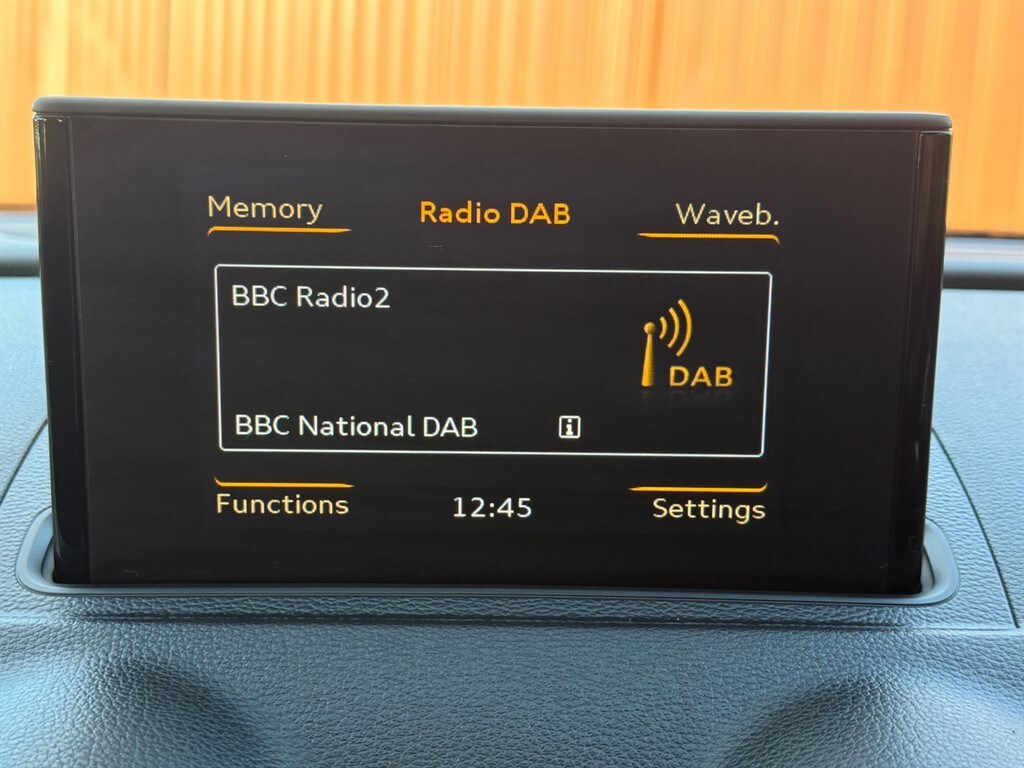 Memory Radio DAB Waveb.
BBC Radio2
DAB
BBC National DAB i
Functions 12:45 Settings